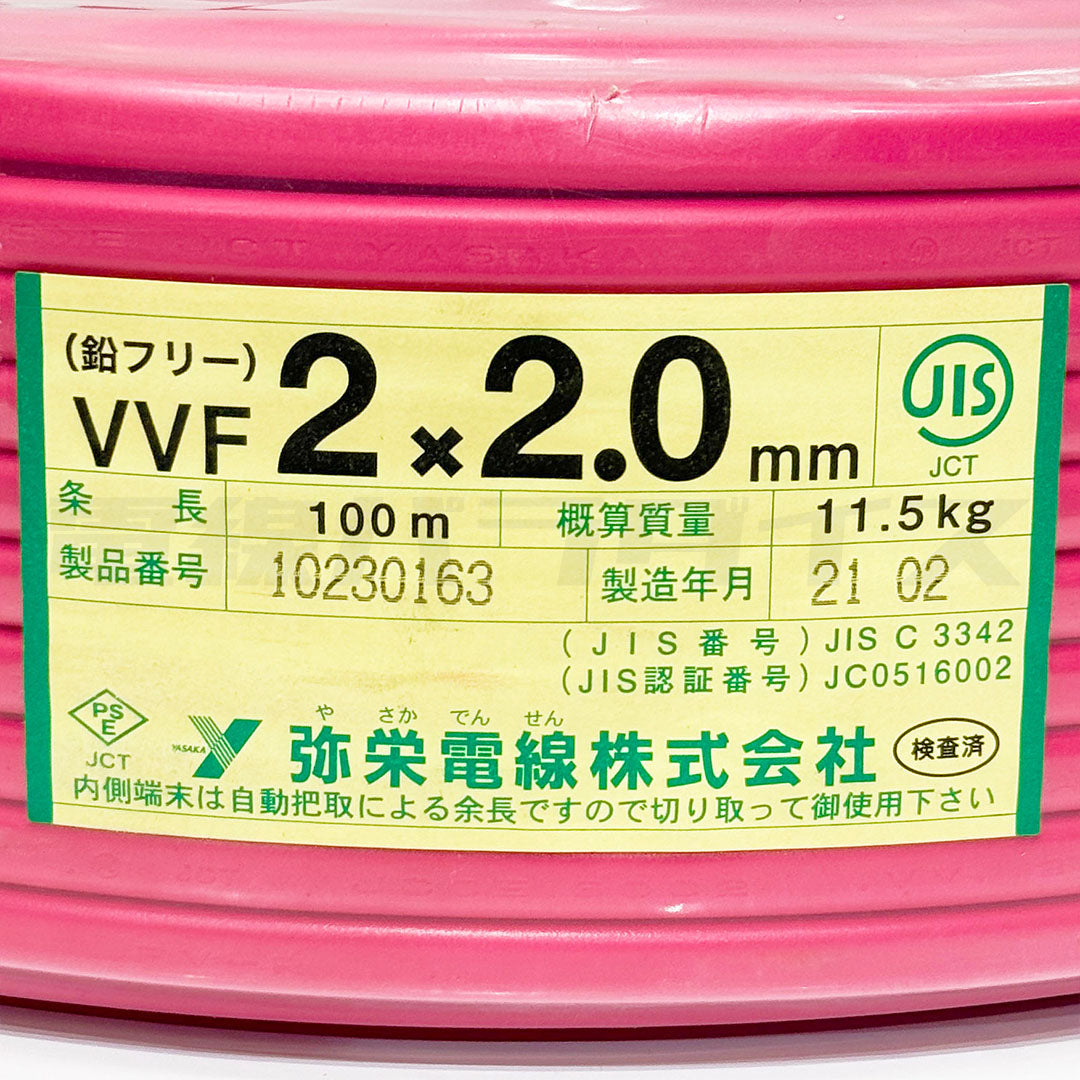 JCT YASAKA JCT
(鉛フリー)
VVF 2×2.0 mm
JIS
JCT
条 長 100m 概算質量 11.5kg
製品番号 10230163 製造年月 21 02
(JIS番号) JIS C 3342
(JIS認証番号) JC0516002
PS
E
JCT
YASAKA
や さか でん せん
弥栄電線株式会社
検査済
内側端末は自動把取による余長ですので切り取って御使用下さい